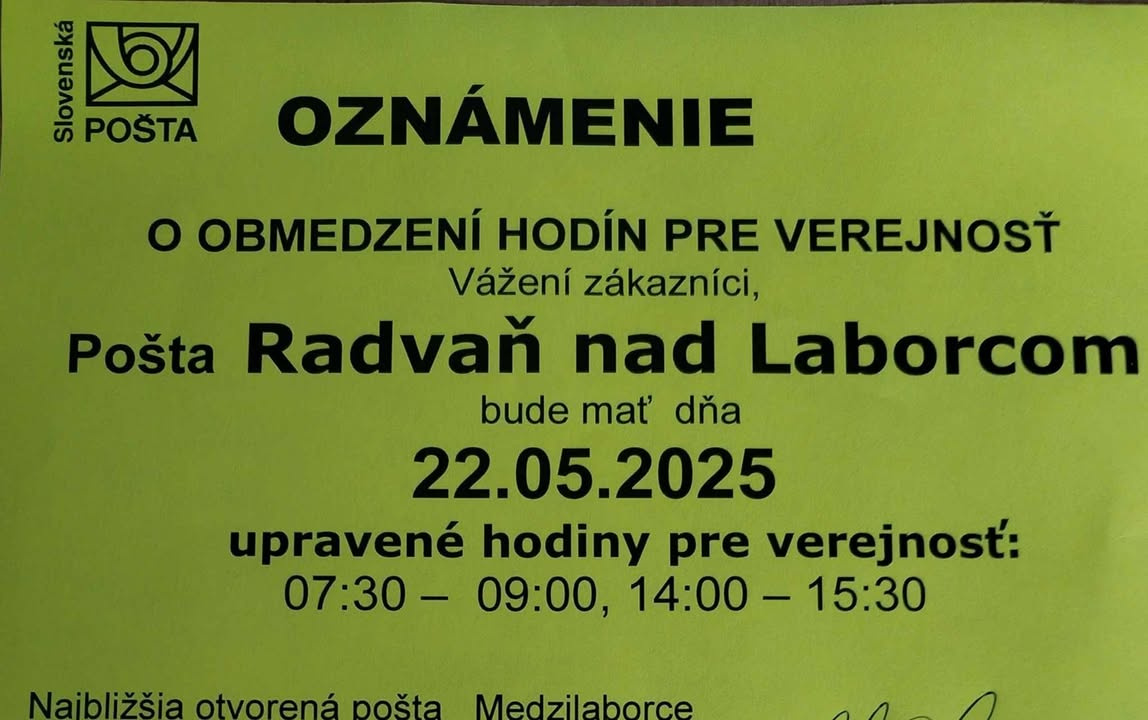 Slovenská
POŠTA
OZNÁMENIE
O OBMEDZENÍ HODÍN PRE VEREJNOSŤ
Vážení zákazníci,
Pošta Radvaň nad Laborcom
bude mať dňa
22.05.2025
upravené hodiny pre verejnosť:
07:30 – 09:00, 14:00 – 15:30
Najbližšia otvorená pošta Medzilaborce